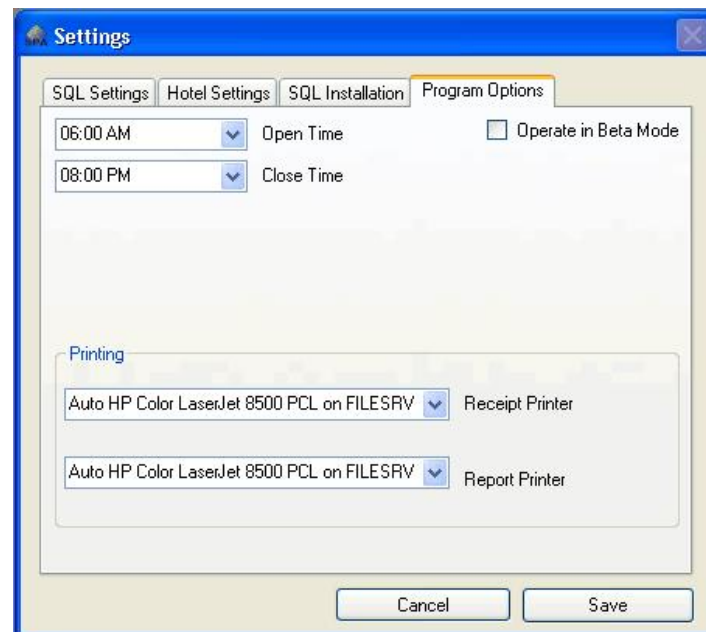 Settings
SQL Settings Hotel Settings SQL Installation Program Options
06:00 AM Open Time Operate in Beta Mode
08:00 PM Close Time
Printing
Auto HP Color LaserJet 8500 PCL on FILESRV Receipt Printer
Auto HP Color LaserJet 8500 PCL on FILESRV Report Printer
Cancel Save